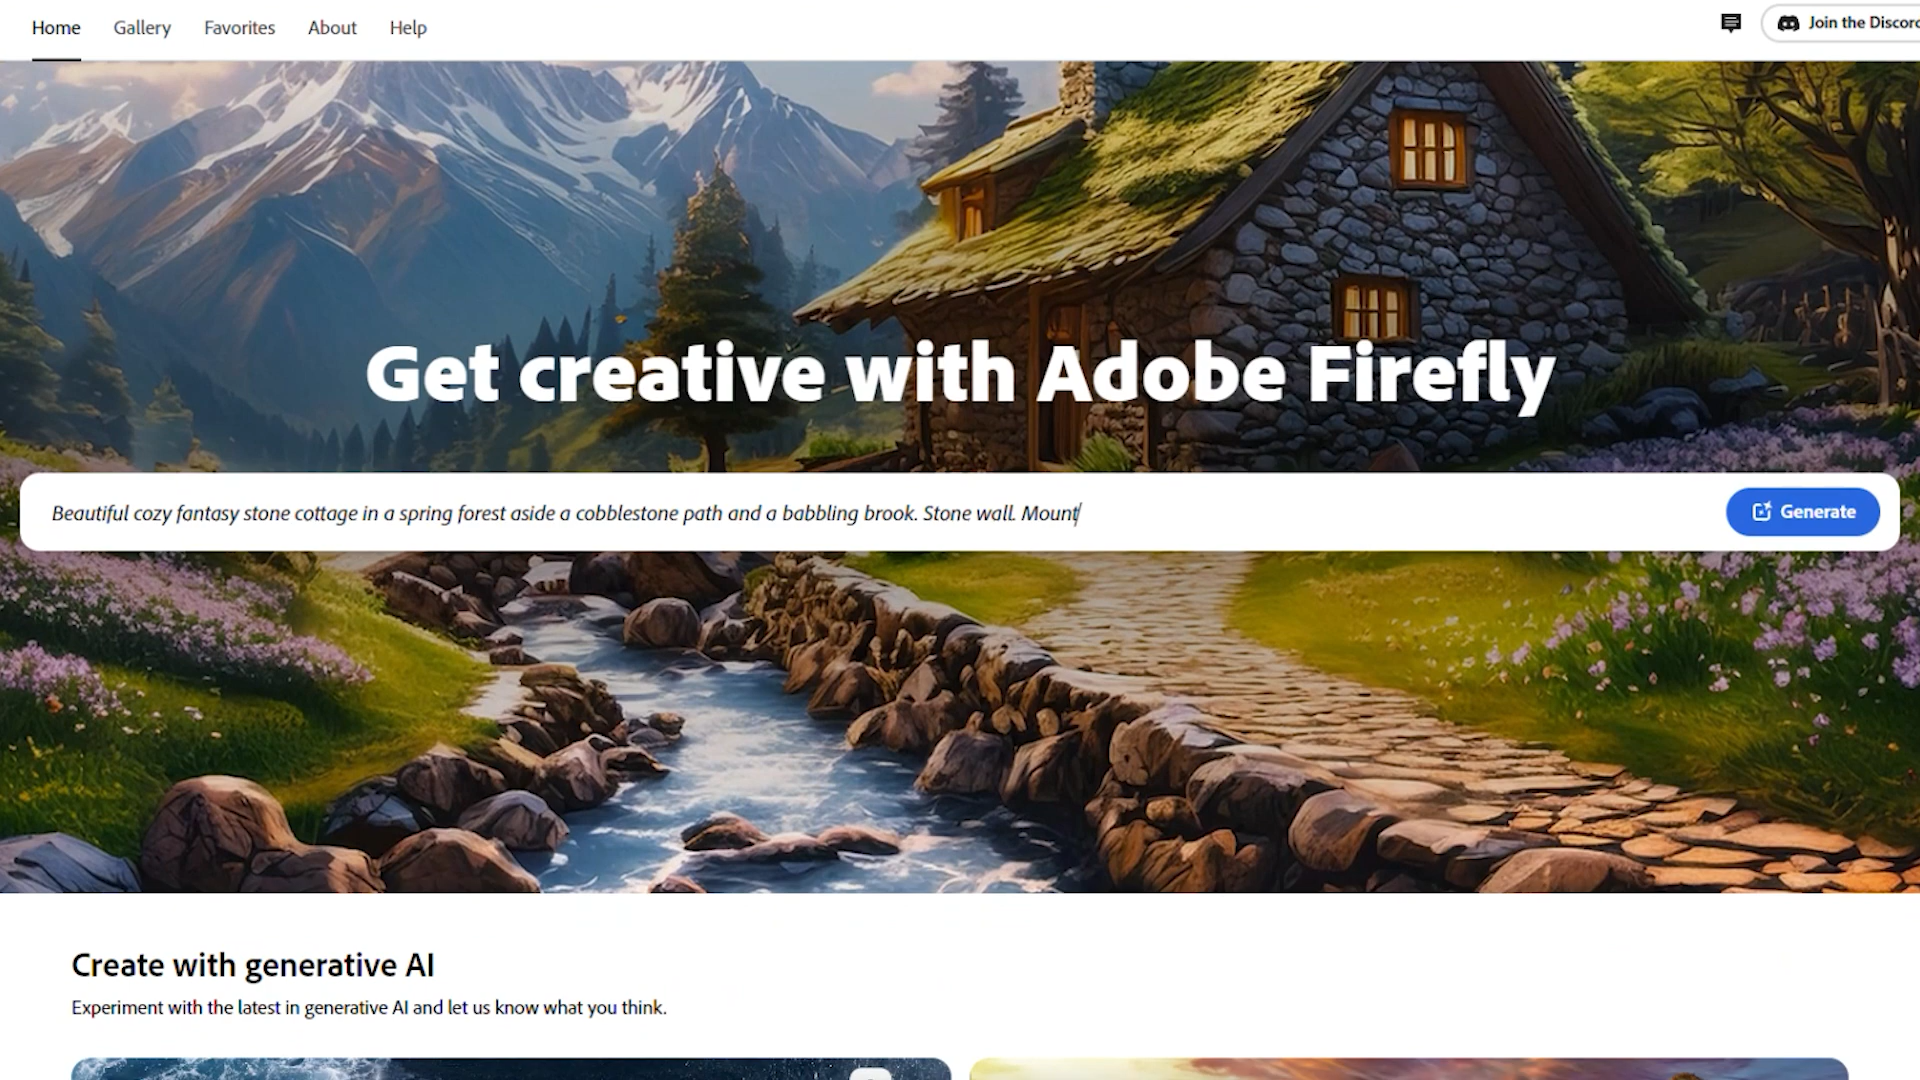 Home
Gallery
Favorites
About
Help
Join the Discord
Get creative with Adobe Firefly
Beautiful cozy fantasy stone cottage in a spring forest aside a cobblestone path and a babbling brook. Stone wall. Mount
Generate
Create with generative AI
Experiment with the latest in generative AI and let us know what you think.